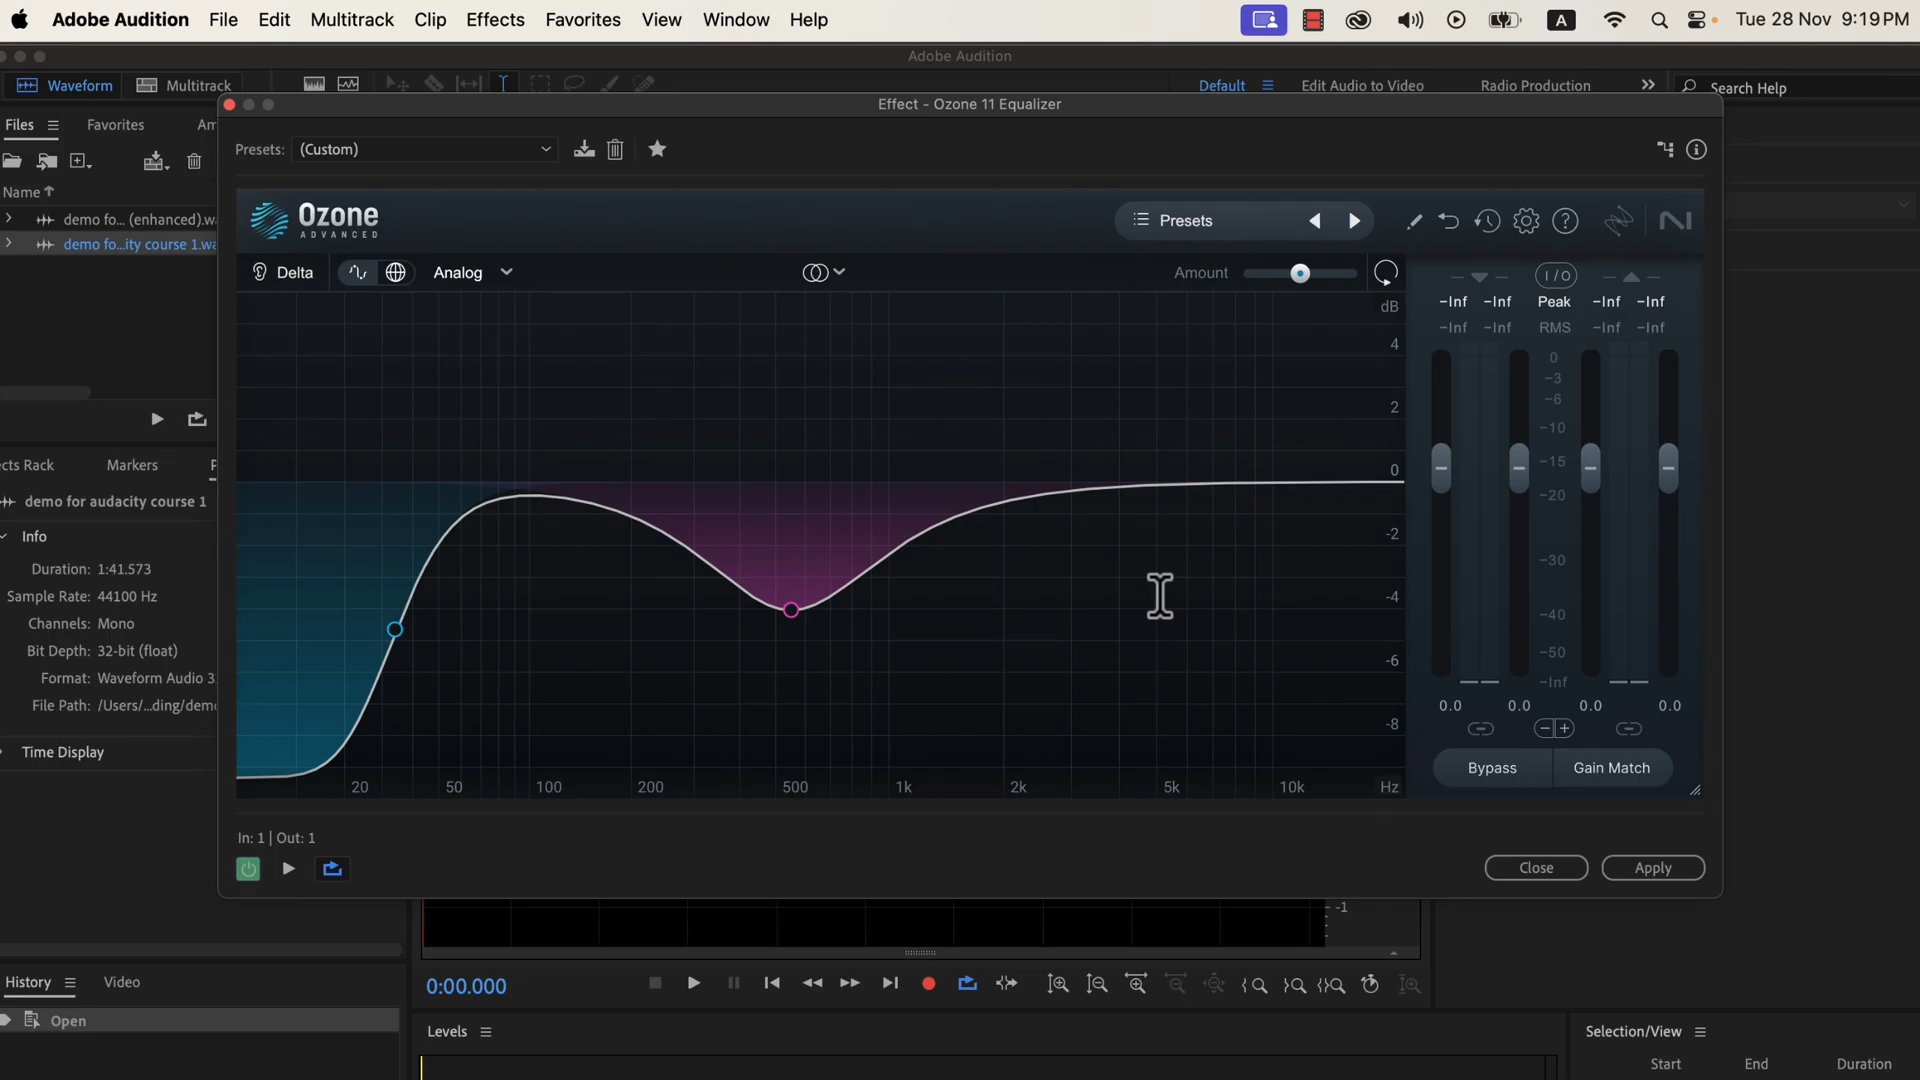 Adobe Audition File Edit Multitrack Clip Effects Favorites View Window Help A Tue 28 Nov 9:19 PM
Adobe Audition
Waveform Multitrack Default Edit Audio to Video Radio Production Search Help
Effect - Ozone 11 Equalizer
Files Favorites Am
Presets: (Custom)
Name
demo fo... (enhanced).wa
demo fo...ity course 1.wa
Ozone
ADVANCED
Presets
Delta Analog Amount
I/O
-Inf -Inf Peak -Inf -Inf
-Inf -Inf RMS -Inf -Inf
dB
4
2
0
-2
-4
-6
-8
0
-3
-6
-10
-15
-20
-30
-40
-50
-Inf
0.0 0.0 0.0 0.0
20 50 100 200 500 1k 2k 5k 10k Hz
Bypass Gain Match
ects Rack Markers P
demo for audacity course 1
Info
Duration: 1:41.573
Sample Rate: 44100 Hz
Channels: Mono
Bit Depth: 32-bit (float)
Format: Waveform Audio 3
File Path: /Users/...ding/demo
Time Display
In: 1 | Out: 1
Close Apply
-1
History Video
0:00.000
Open
Levels
Selection/View
Start End Duration